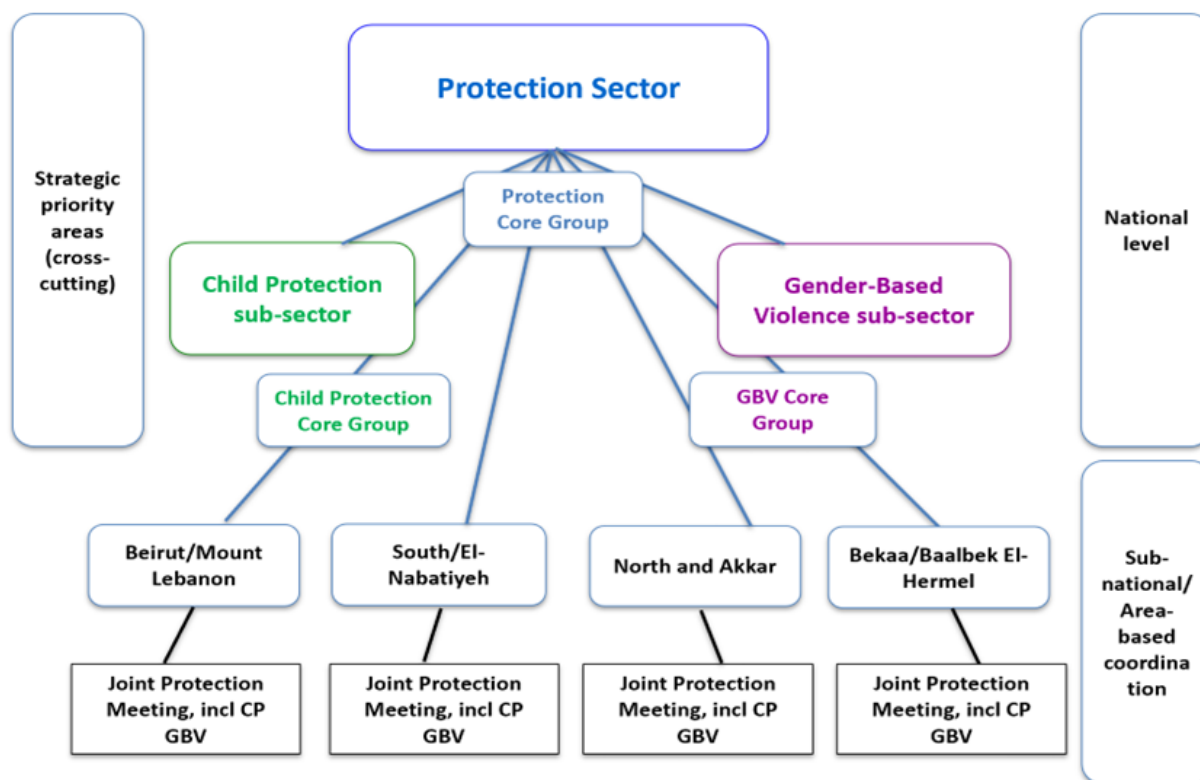 Protection Sector
Strategic
priority
areas
(cross-
cutting)
Protection
Core Group
National
level
Child Protection
sub-sector
Gender-Based
Violence sub-sector
Child Protection
Core Group
GBV Core
Group
Beirut/Mount
Lebanon
South/El-
Nabatiyeh
North and Akkar
Bekaa/Baalbek El-
Hermel
Sub-
national/
Area-
based
coordina
tion
Joint Protection
Meeting, incl CP
GBV
Joint Protection
Meeting, incl CP
GBV
Joint Protection
Meeting, incl CP
GBV
Joint Protection
Meeting, incl CP
GBV